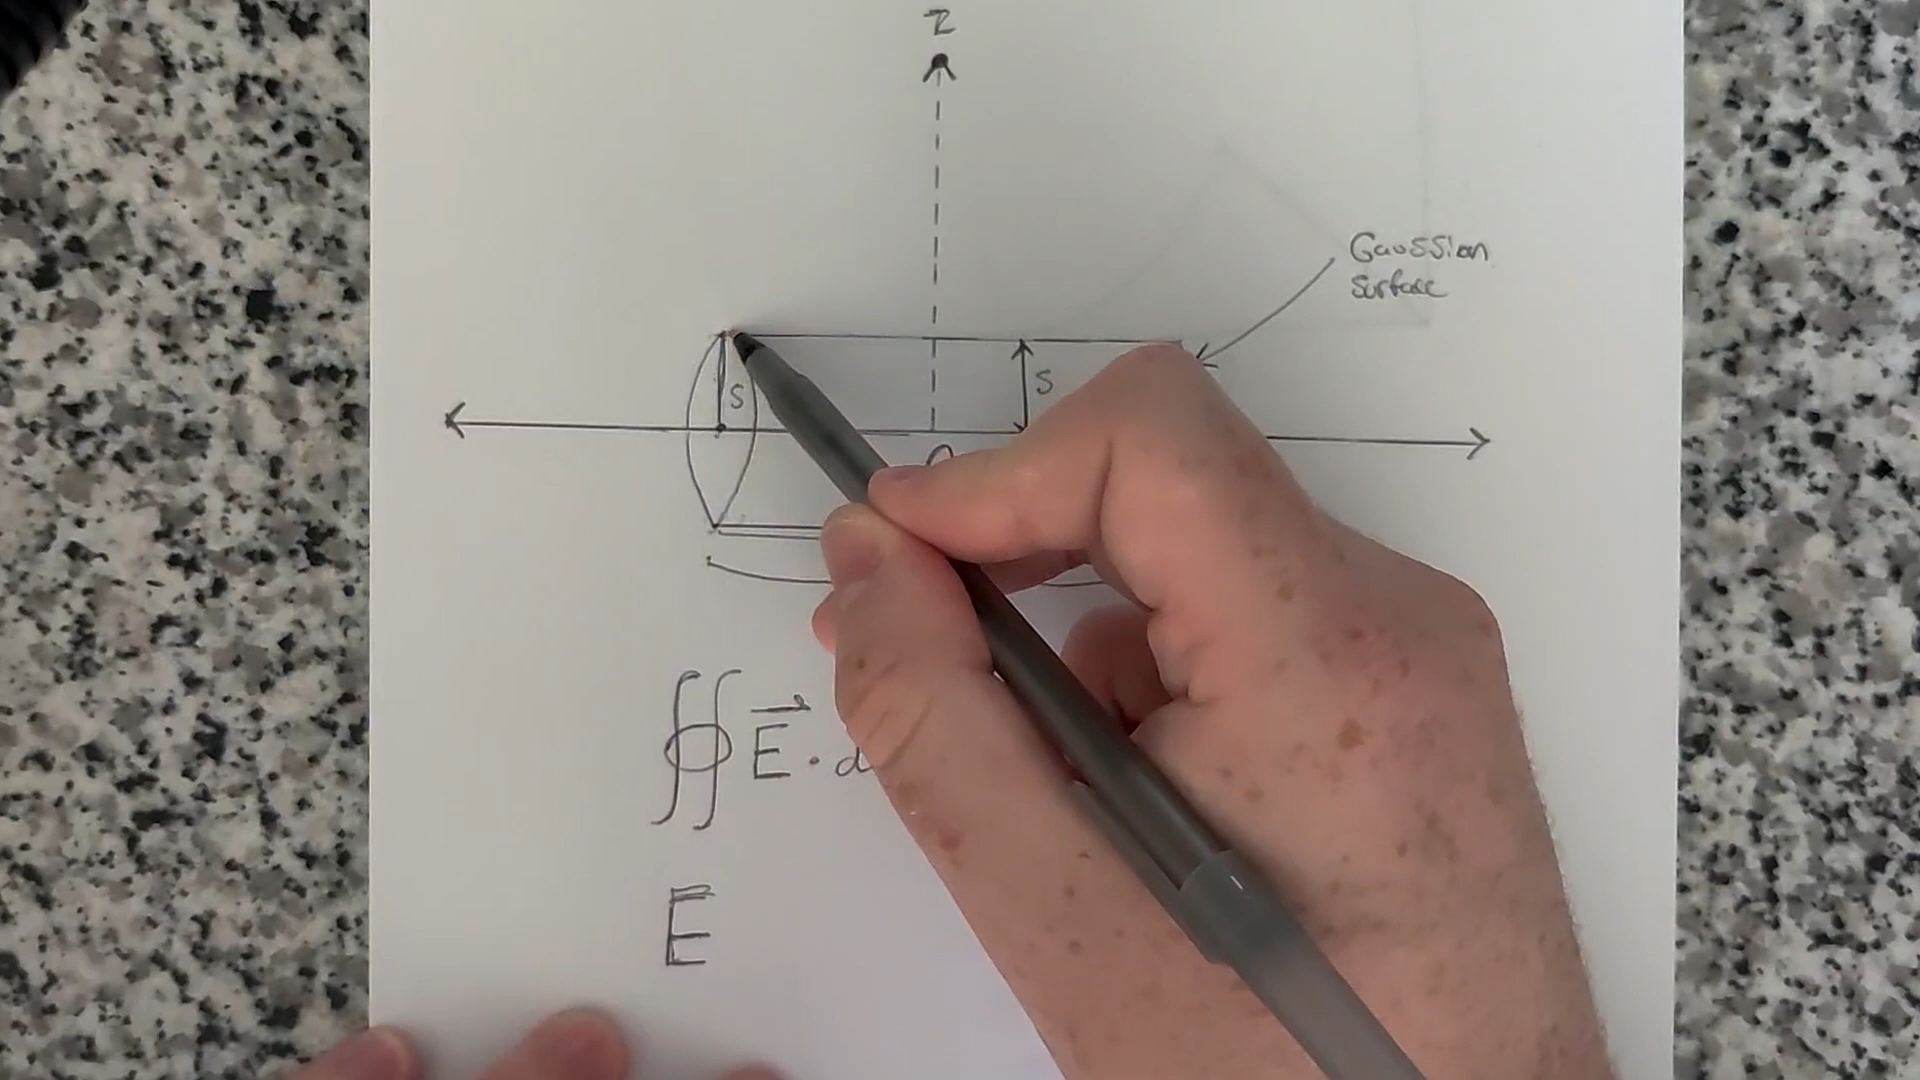 z
Gaussian
Surface
S
S
∯ E⃗ · d
E